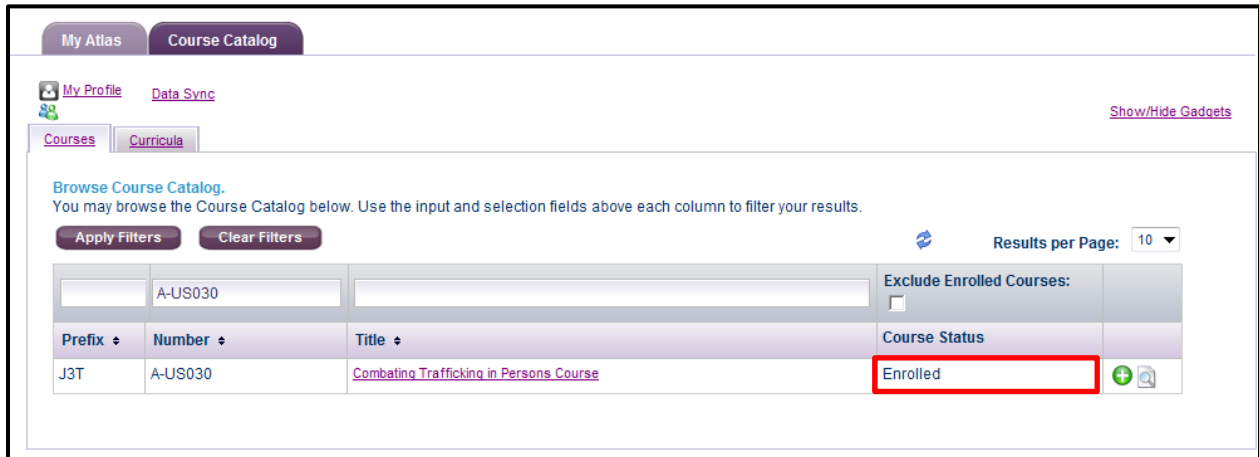 My Atlas Course Catalog
My Profile Data Sync
Show/Hide Gadgets
Courses Curricula
Browse Course Catalog.
You may browse the Course Catalog below. Use the input and selection fields above each column to filter your results.
Apply Filters Clear Filters Results per Page: 10
A-US030 Exclude Enrolled Courses:
Prefix Number Title Course Status
J3T A-US030 Combating Trafficking in Persons Course Enrolled